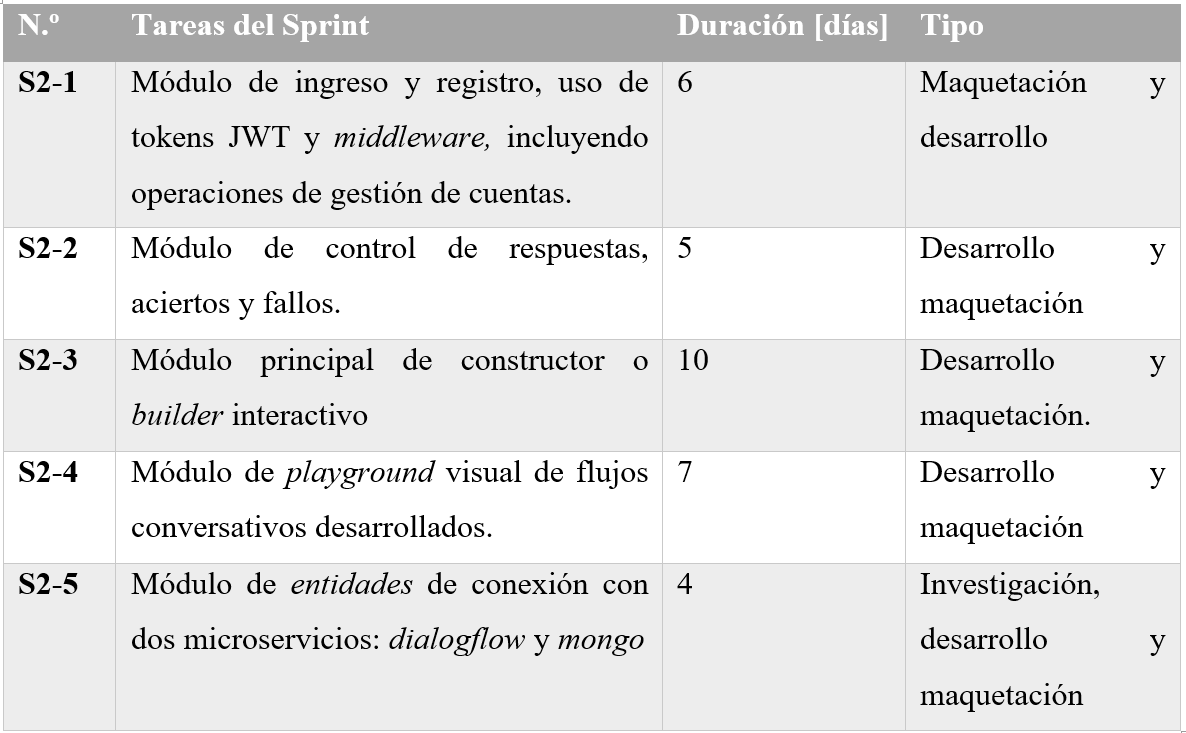 N.º Tareas del Sprint Duración [días] Tipo
S2-1 Módulo de ingreso y registro, uso de 6 Maquetación y
tokens JWT y middleware, incluyendo desarrollo
operaciones de gestión de cuentas.
S2-2 Módulo de control de respuestas, 5 Desarrollo y
aciertos y fallos. maquetación
S2-3 Módulo principal de constructor o 10 Desarrollo y
builder interactivo maquetación.
S2-4 Módulo de playground visual de flujos 7 Desarrollo y
conversativos desarrollados. maquetación
S2-5 Módulo de entidades de conexión con 4 Investigación,
dos microservicios: dialogflow y mongo desarrollo y
maquetación